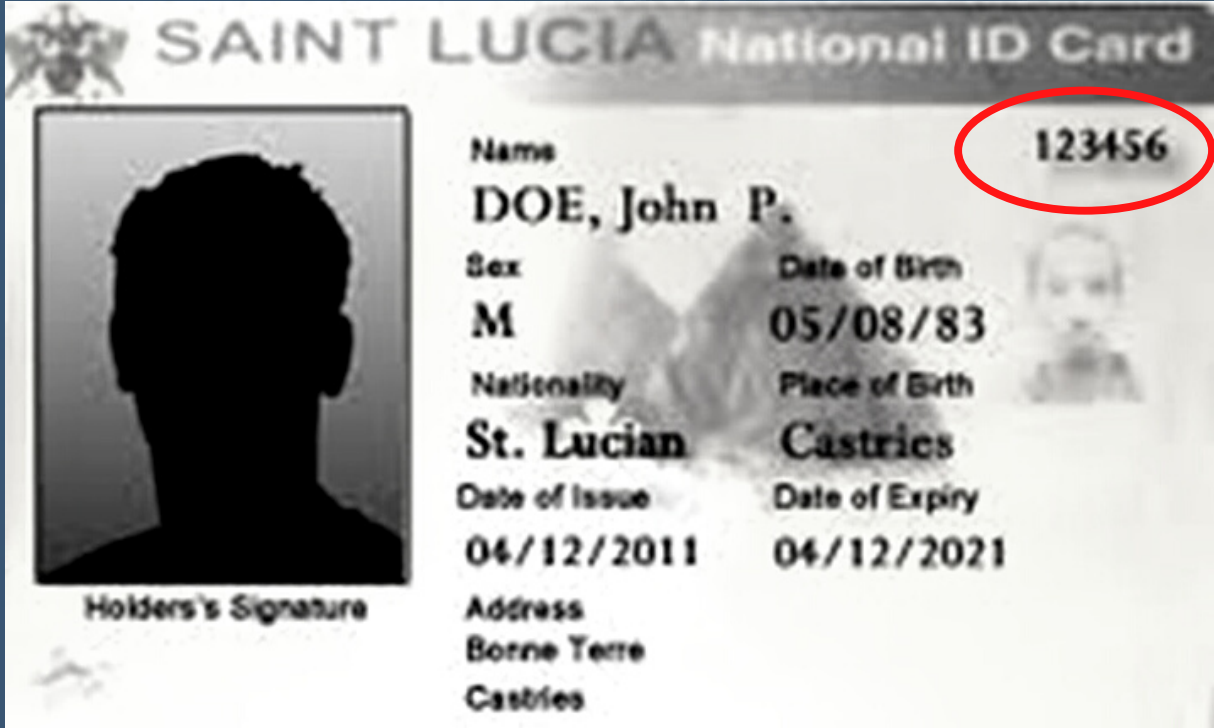 SAINT LUCIA National ID Card
123456
Name
DOE, John P.
Sex Date of Birth
M 05/08/83
Nationality Place of Birth
St. Lucian Castries
Date of Issue Date of Expiry
04/12/2011 04/12/2021
Holders's Signature
Address
Bonne Terre
Castries